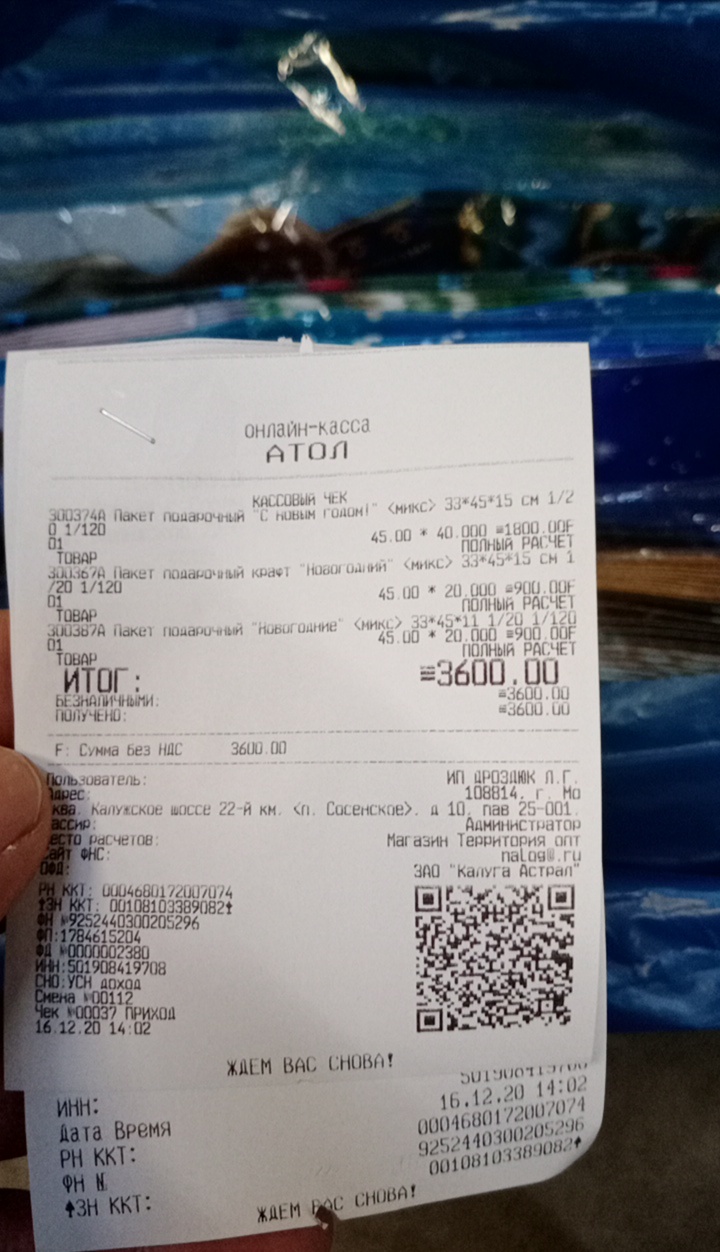 ОНЛАЙН-КАССА
АТОЛ
КАССОВЫЙ ЧЕК
300374А Пакет подарочный "С новым годом!" <микс> 33*45*15 см 1/2
0 1/120
45.00 * 40.000 ≡1800.00F
01 ПОЛНЫЙ РАСЧЕТ
ТОВАР
300367А Пакет подарочный крафт "Новогодний" <микс> 33*45*15 см 1
/20 1/120
45.00 * 20.000 ≡900.00F
01 ПОЛНЫЙ РАСЧЕТ
ТОВАР
300387А Пакет подарочный "Новогодние" <микс> 33*45*11 1/20 1/120
45.00 * 20.000 ≡900.00F
01 ПОЛНЫЙ РАСЧЕТ
ТОВАР
ИТОГ: ≡3600.00
БЕЗНАЛИЧНЫМИ: ≡3600.00
ПОЛУЧЕНО: ≡3600.00
F: Сумма без НДС 3600.00
Пользователь: ИП ДРОЗДЮК Л.Г.
Адрес: 108814, г. Мо
ква, Калужское шоссе 22-й км. <п. Сосенское>, д 10, пав 25-001.
ассир: Администратор
есто расчетов: Магазин Территория опт
айт ФНС: nalog@.ru
ОФД: ЗАО "Калуга Астрал"
РН ККТ: 0004680172007074
↑ЗН ККТ: 00108103389082↑
ФН №9252440300205296
ФП:1784615204
ФД №0000002380
ИНН:501908419708
СНО:УСН доход
Смена №00112
Чек №00037 ПРИХОД
16.12.20 14:02
ЖДЕМ ВАС СНОВА!
ИНН: 501908419708
Дата Время 16.12.20 14:02
РН ККТ: 0004680172007074
ФН № 9252440300205296
↑ЗН ККТ: 00108103389082↑
ЖДЕМ ВАС СНОВА!